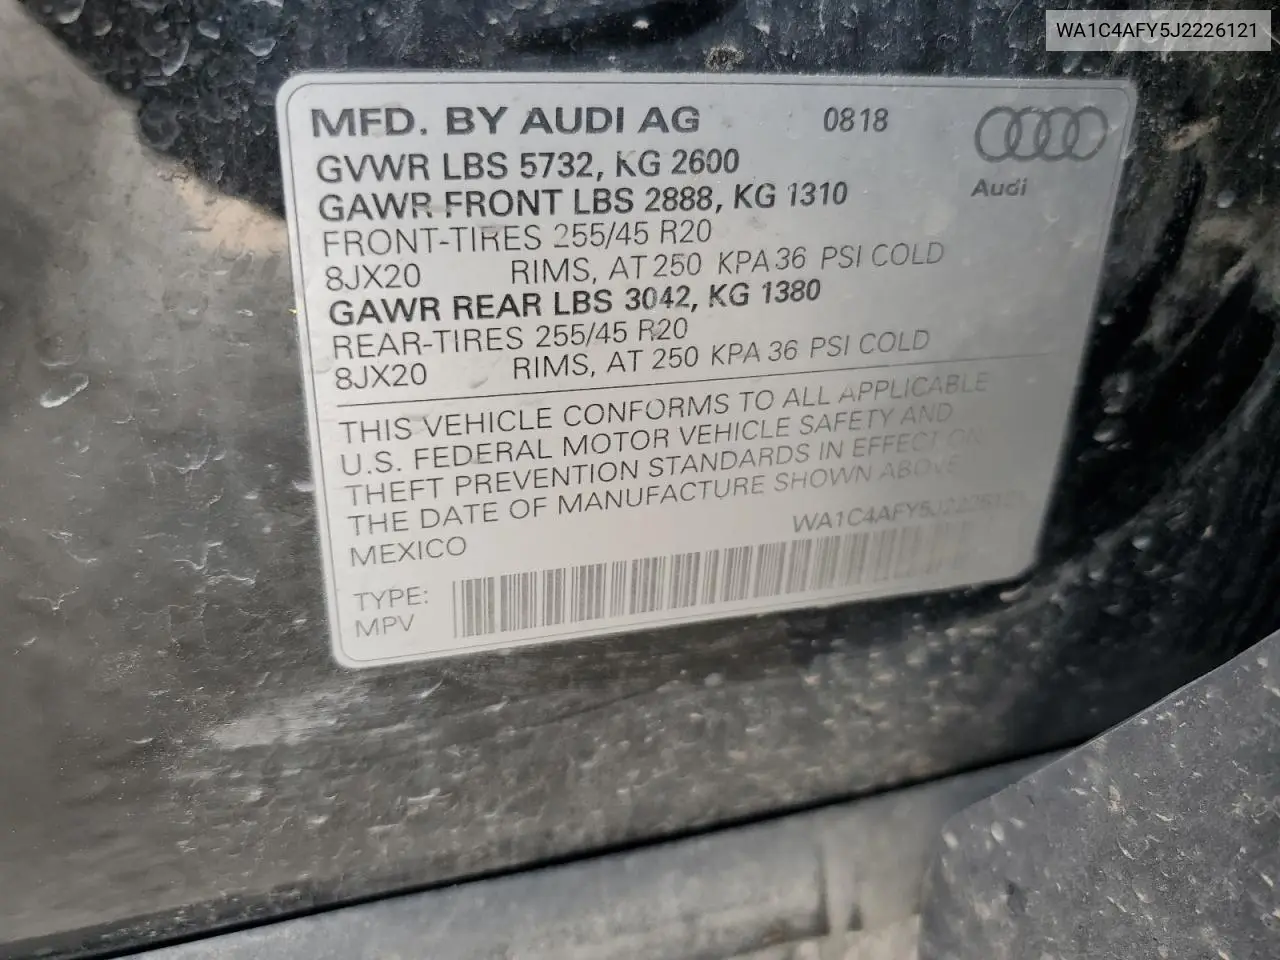 WA1C4AFY5J2226121
MFD. BY AUDI AG 0818
Audi
GVWR LBS 5732, KG 2600
GAWR FRONT LBS 2888, KG 1310
FRONT-TIRES 255/45 R20
8JX20 RIMS, AT 250 KPA 36 PSI COLD
GAWR REAR LBS 3042, KG 1380
REAR-TIRES 255/45 R20
8JX20 RIMS, AT 250 KPA 36 PSI COLD
THIS VEHICLE CONFORMS TO ALL APPLICABLE
U.S. FEDERAL MOTOR VEHICLE SAFETY AND
THEFT PREVENTION STANDARDS IN EFFECT ON
THE DATE OF MANUFACTURE SHOWN ABOVE
MEXICO
WA1C4AFY5J2226121
TYPE:
MPV